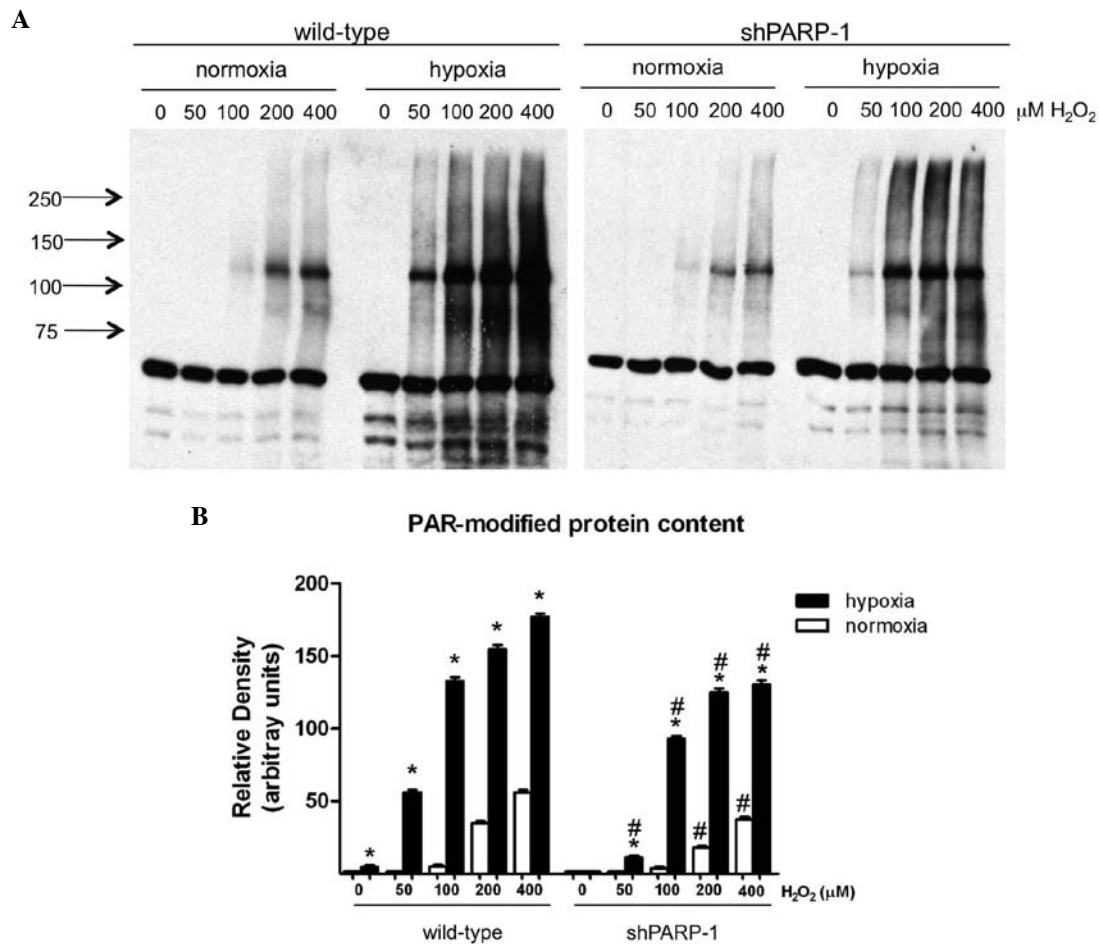 A
wild-type shPARP-1
normoxia hypoxia normoxia hypoxia
0 50 100 200 400 0 50 100 200 400 0 50 100 200 400 0 50 100 200 400 μM H₂O₂
250
150
100
75
B
PAR-modified protein content
Relative Density
(arbitray units)
200
150
100
50
* * * * * #* #* # #* # #*
hypoxia
normoxia
0 50 100 200 400 0 50 100 200 400 H₂O₂ (μM)
wild-type shPARP-1